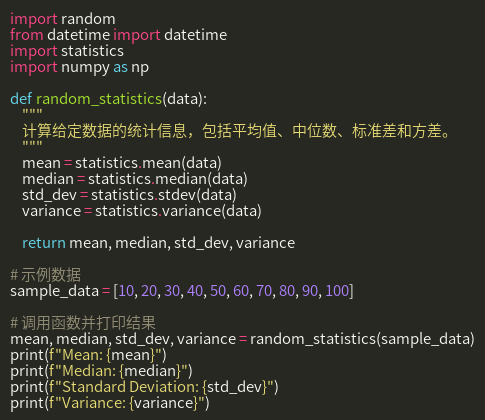 import random
from datetime import datetime
import statistics
import numpy as np

def random_statistics(data):
    """
    计算给定数据的统计信息，包括平均值、中位数、标准差和方差。
    """
    mean = statistics.mean(data)
    median = statistics.median(data)
    std_dev = statistics.stdev(data)
    variance = statistics.variance(data)

    return mean, median, std_dev, variance

# 示例数据
sample_data = [10, 20, 30, 40, 50, 60, 70, 80, 90, 100]

# 调用函数并打印结果
mean, median, std_dev, variance = random_statistics(sample_data)
print(f"Mean: {mean}")
print(f"Median: {median}")
print(f"Standard Deviation: {std_dev}")
print(f"Variance: {variance}")